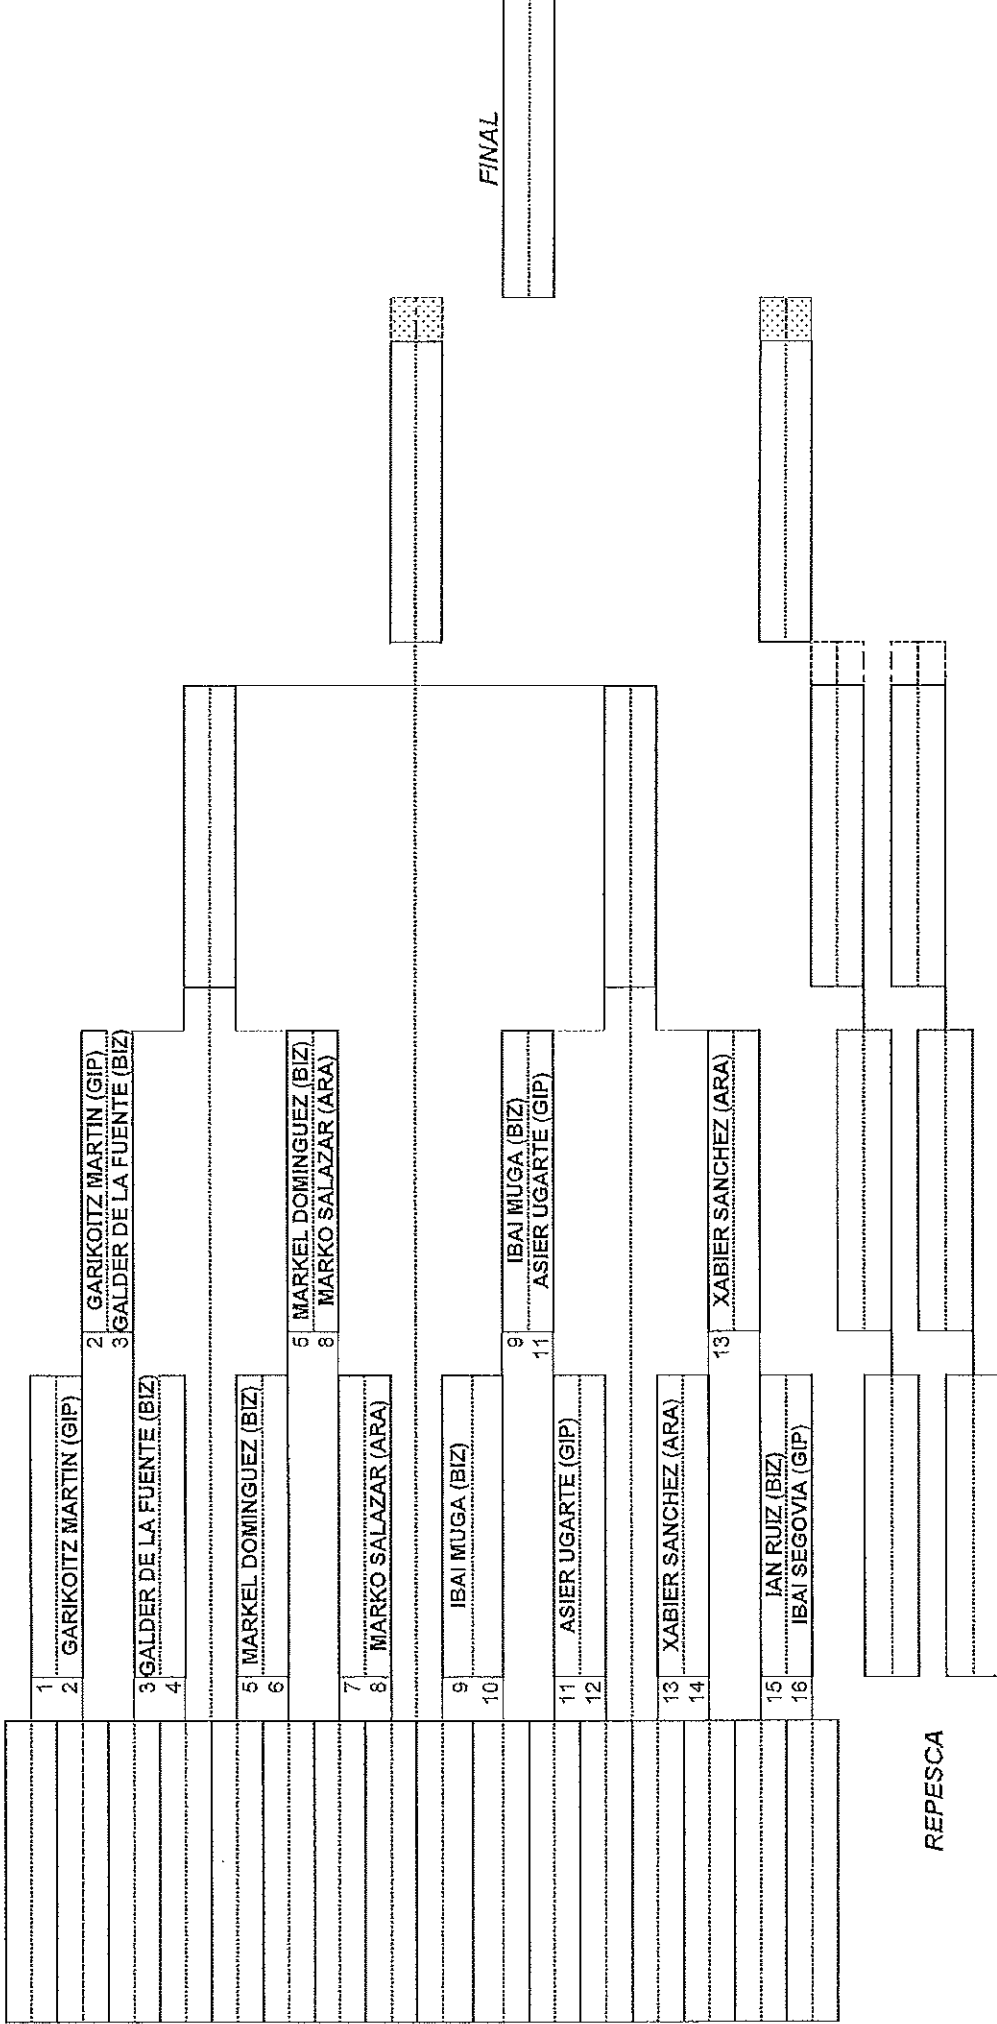 1
2 GARIKOITZ MARTIN (GIP)
3 GALDER DE LA FUENTE (BIZ)
4
5 MARKEL DOMINGUEZ (BIZ)
6
7
8 MARKO SALAZAR (ARA)
9 IBAI MUGA (BIZ)
10
11 ASIER UGARTE (GIP)
12
13 XABIER SANCHEZ (ARA)
14
15 IAN RUIZ (BIZ)
16 IBAI SEGOVIA (GIP)
2 GARIKOITZ MARTIN (GIP)
3 GALDER DE LA FUENTE (BIZ)
5 MARKEL DOMINGUEZ (BIZ)
8 MARKO SALAZAR (ARA)
9 IBAI MUGA (BIZ)
11 ASIER UGARTE (GIP)
13 XABIER SANCHEZ (ARA)
FINAL
REPESCA